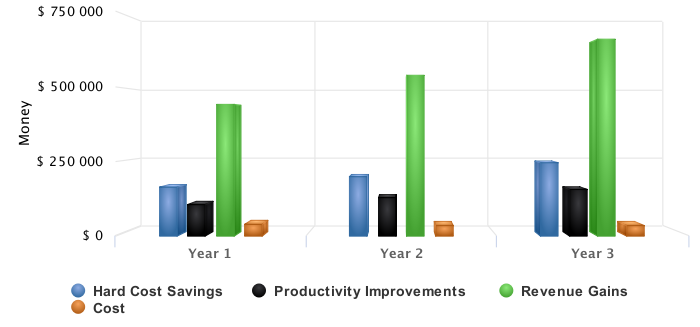 $ 750 000
$ 500 000
$ 250 000
$ 0
Money
Year 1
Year 2
Year 3
Hard Cost Savings
Productivity Improvements
Revenue Gains
Cost